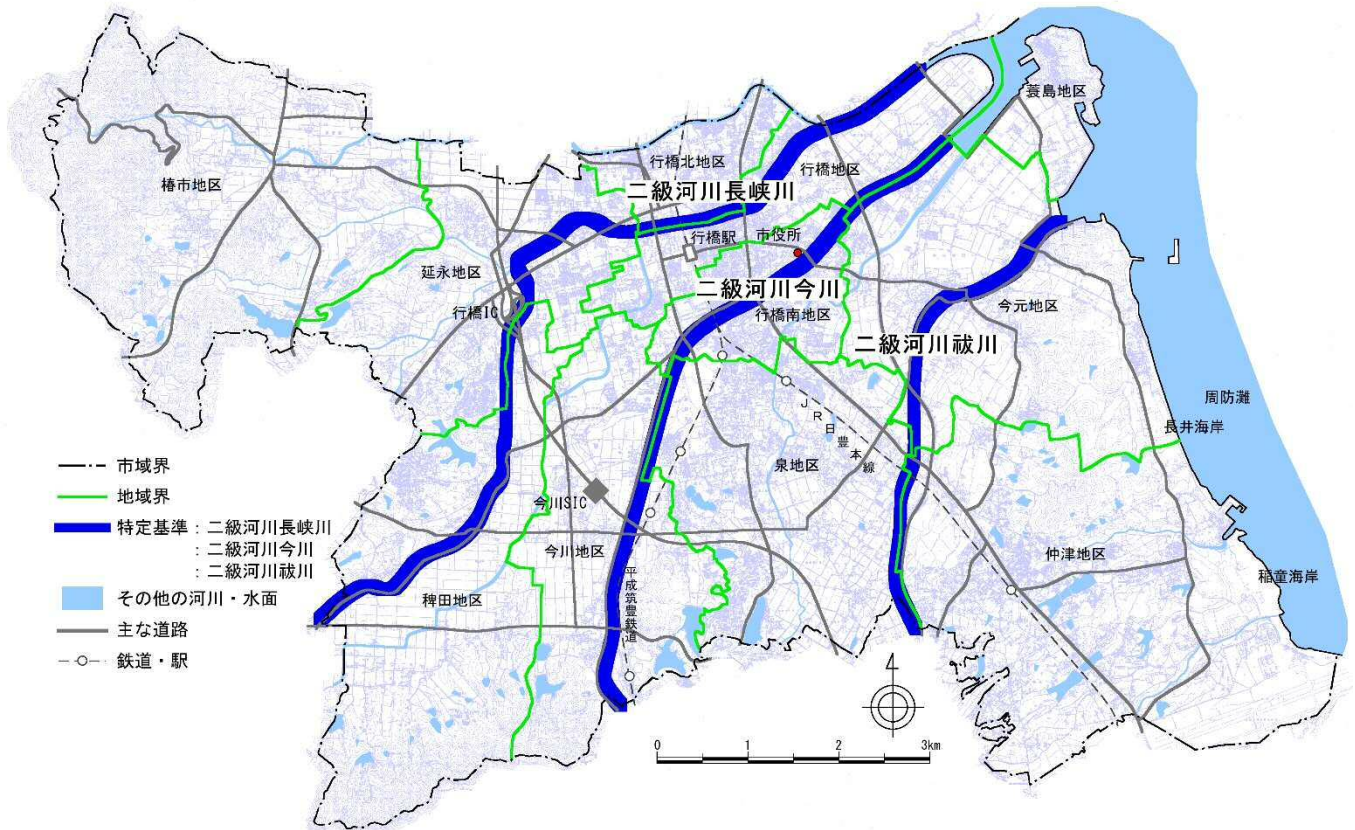 蓑島地区
行橋北地区
行橋地区
椿市地区
二級河川長峡川
行橋駅
市役所
延永地区
行橋IC
二級河川今川
行橋南地区
今元地区
二級河川祓川
周防灘
長井海岸
JR日豊本線
泉地区
今川SIC
今川地区
平成筑豊鉄道
仲津地区
稲童海岸
稗田地区
市域界
地域界
特定基準：二級河川長峡川
：二級河川今川
：二級河川祓川
その他の河川・水面
主な道路
鉄道・駅
4
0 1 2 3km